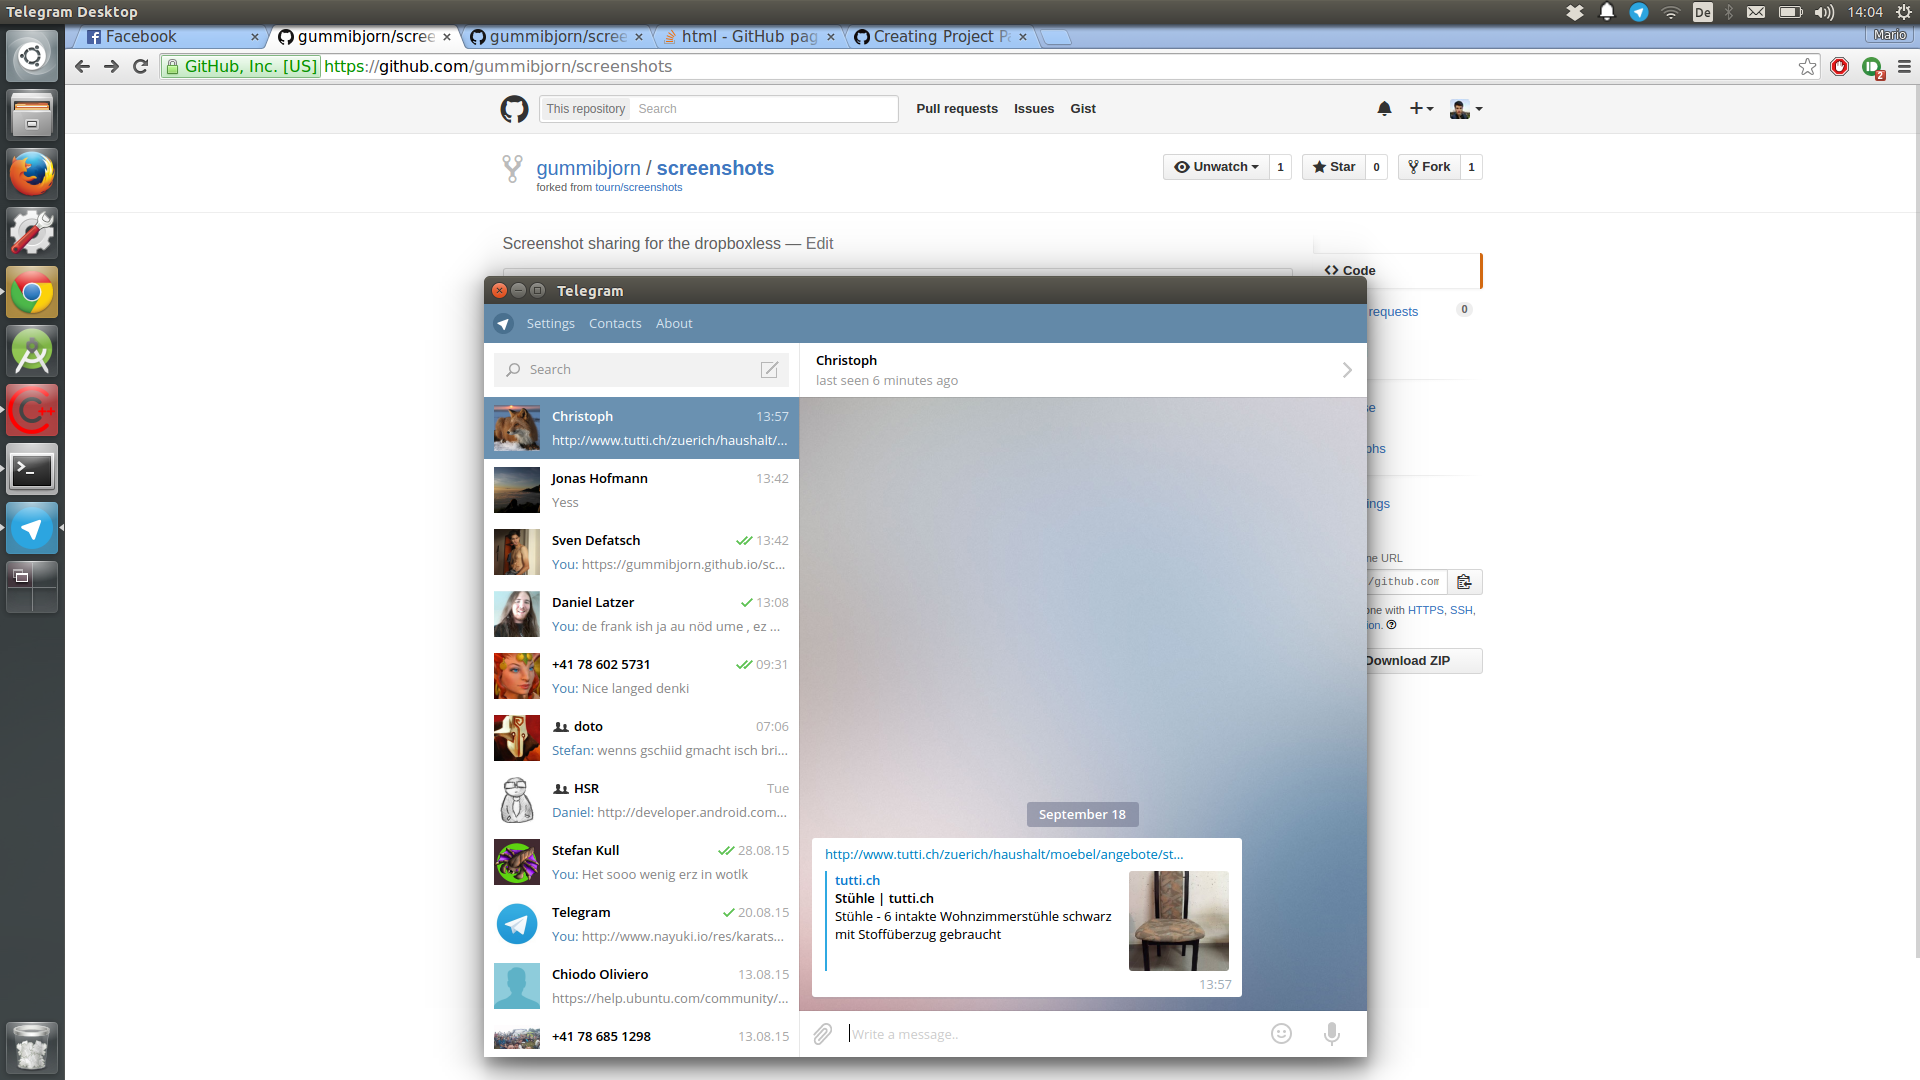 Telegram Desktop
De
14:04
Facebook
gummibjorn/scree
gummibjorn/scree
html - GitHub pag
Creating Project Pa
Mario
GitHub, Inc. [US]
https://github.com/gummibjorn/screenshots
2
This repository
Search
Pull requests
Issues
Gist
gummibjorn / screenshots
forked from tourn/screenshots
Unwatch
1
Star
0
Fork
1
Screenshot sharing for the dropboxless — Edit
Code
requests
0
se
phs
ings
ne URL
/github.com
one with HTTPS, SSH,
ion.
Download ZIP
Telegram
Settings
Contacts
About
Search
Christoph
last seen 6 minutes ago
Christoph
13:57
http://www.tutti.ch/zuerich/haushalt/...
Jonas Hofmann
13:42
Yess
Sven Defatsch
13:42
You: https://gummibjorn.github.io/sc...
Daniel Latzer
13:08
You: de frank ish ja au nöd ume , ez ...
+41 78 602 5731
09:31
You: Nice langed denki
doto
07:06
Stefan: wenns gschiid gmacht isch bri...
HSR
Tue
Daniel: http://developer.android.com...
Stefan Kull
28.08.15
You: Het sooo wenig erz in wotlk
Telegram
20.08.15
You: http://www.nayuki.io/res/karats...
Chiodo Oliviero
13.08.15
https://help.ubuntu.com/community/...
+41 78 685 1298
13.08.15
September 18
http://www.tutti.ch/zuerich/haushalt/moebel/angebote/st...
tutti.ch
Stühle | tutti.ch
Stühle - 6 intakte Wohnzimmerstühle schwarz
mit Stoffüberzug gebraucht
13:57
Write a message..
C++